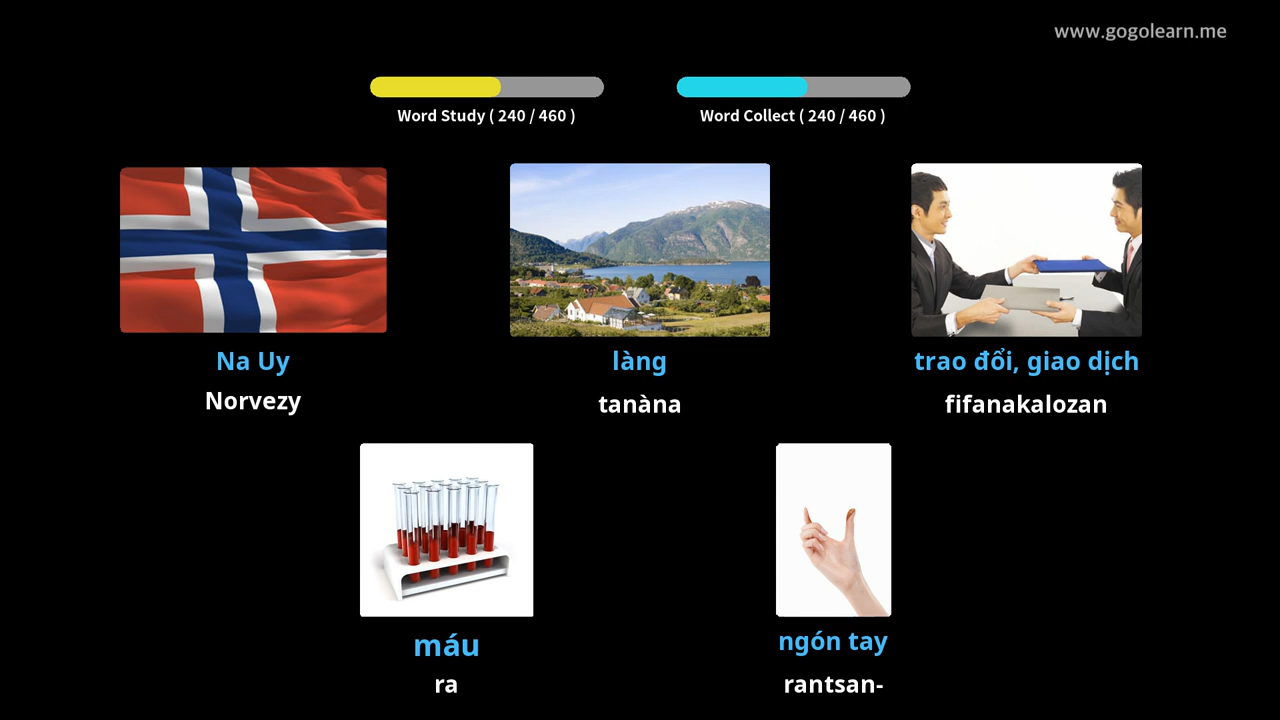 www.gogolearn.me
Word Study ( 240 / 460 )
Word Collect ( 240 / 460 )
Na Uy
Norvezy
làng
tanàna
trao đổi, giao dịch
fifanakalozan
máu
ra
ngón tay
rantsan-